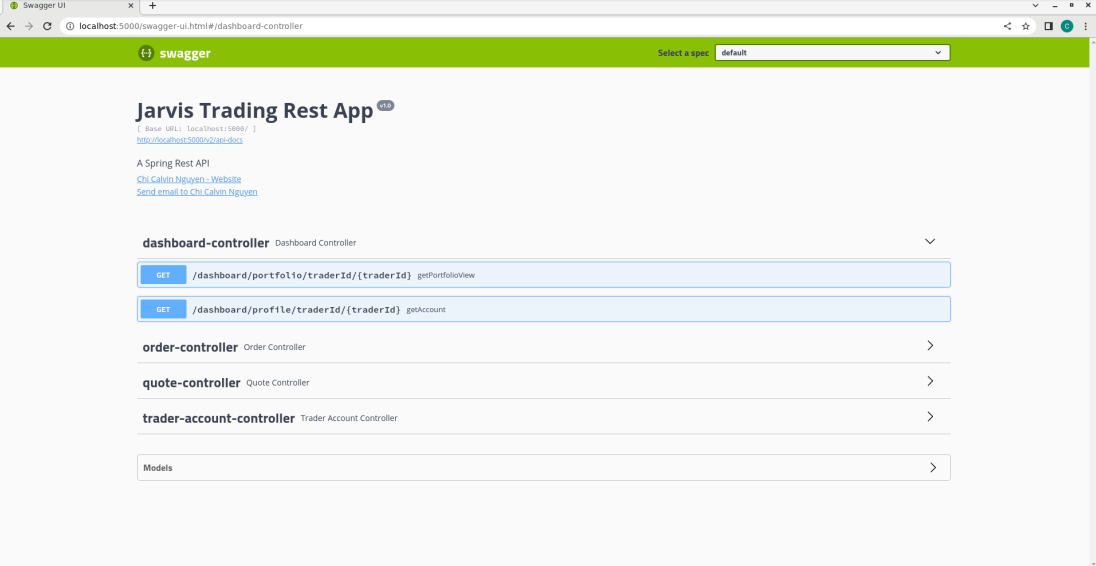 Swagger UI
localhost:5000/swagger-ui.html#/dashboard-controller
C
swagger
Select a spec
default
Jarvis Trading Rest App v1.0
[ Base URL: localhost:5000/ ]
http://localhost:5000/v2/api-docs
A Spring Rest API
Chi Calvin Nguyen - Website
Send email to Chi Calvin Nguyen
dashboard-controller Dashboard Controller
GET /dashboard/portfolio/traderId/{traderId} getPortfolioView
GET /dashboard/profile/traderId/{traderId} getAccount
order-controller Order Controller
quote-controller Quote Controller
trader-account-controller Trader Account Controller
Models